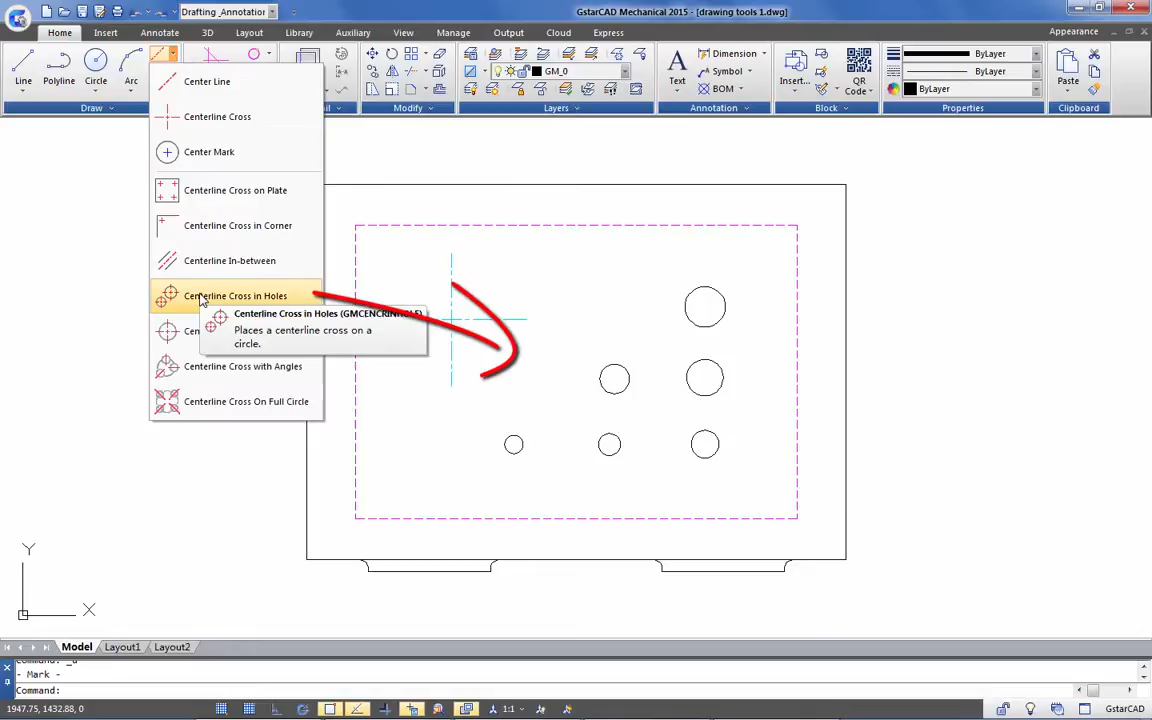 Drafting_Annotation
GstarCAD Mechanical 2015 - [drawing tools 1.dwg]
Home Insert Annotate 3D Layout Library Auxiliary View Manage Output Cloud Express Appearance
Line Polyline Circle Arc
Text
Dimension
Symbol
BOM
Insert...
QR
Code
GM_0
ByLayer
ByLayer
ByLayer
Paste
Draw Modify Layers Annotation Block Properties Clipboard
Center Line
Centerline Cross
Center Mark
Centerline Cross on Plate
Centerline Cross in Corner
Centerline In-between
Centerline Cross in Holes
Centerline Cross in Holes
Places a centerline cross on a
circle.
Centerline Cross with Angles
Centerline Cross On Full Circle
Y
X
Model Layout1 Layout2
- Mark -
Command:
1947.75, 1432.88, 0
1:1
GstarCAD